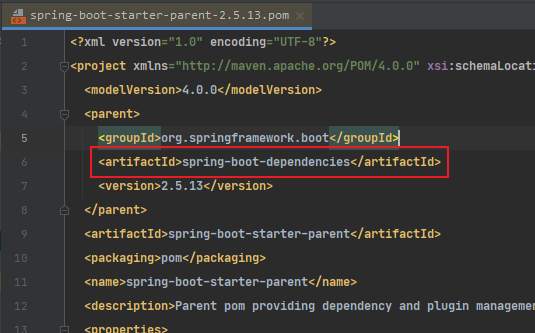 spring-boot-starter-parent-2.5.13.pom
1 <?xml version="1.0" encoding="UTF-8"?>
2 <project xmlns="http://maven.apache.org/POM/4.0.0" xsi:schemaLocati
3 <modelVersion>4.0.0</modelVersion>
4 <parent>
5 <groupId>org.springframework.boot</groupId>
6 <artifactId>spring-boot-dependencies</artifactId>
7 <version>2.5.13</version>
8 </parent>
9 <artifactId>spring-boot-starter-parent</artifactId>
10 <packaging>pom</packaging>
11 <name>spring-boot-starter-parent</name>
12 <description>Parent pom providing dependency and plugin manageme
13 <properties>